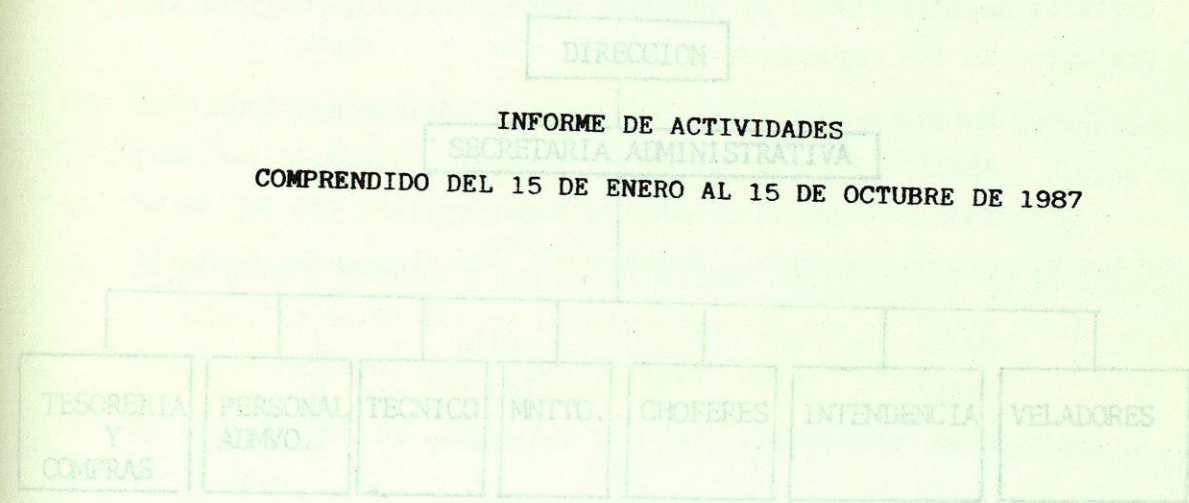 DIRECCION
INFORME DE ACTIVIDADES
SECRETARIA ADMINISTRATIVA
COMPRENDIDO DEL 15 DE ENERO AL 15 DE OCTUBRE DE 1987
TESORERIA
Y
COMPRAS
PERSONAL
ADMVO.
TECNICO
MNTTO.
CHOFERES
INTENDENCIA
VELADORES